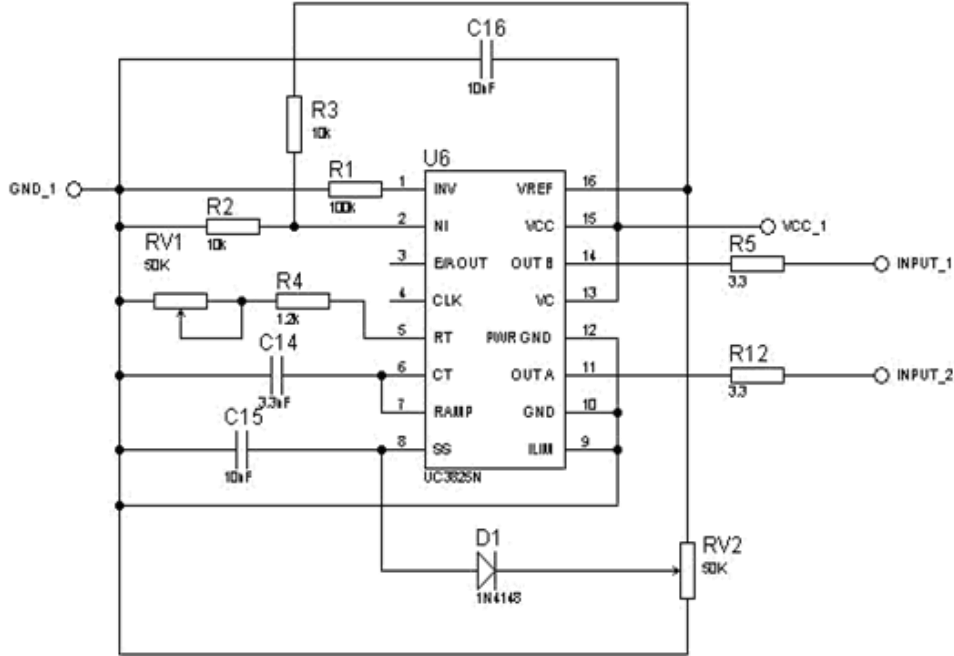 C16
10nF
R3
10k
U6
GND_1
R1
100k
1
INV
VREF
16
R2
10k
2
NI
VCC
15
VCC_1
RV1
50K
3
E/R OUT
OUT B
14
R5
3.3
INPUT_1
R4
1.2k
4
CLK
VC
13
5
RT
PWR GND
12
C14
3.3nF
6
CT
OUT A
11
R12
3.3
INPUT_2
7
RAMP
GND
10
C15
10nF
8
SS
ILIM
9
UC3825N
D1
1N4148
RV2
50K